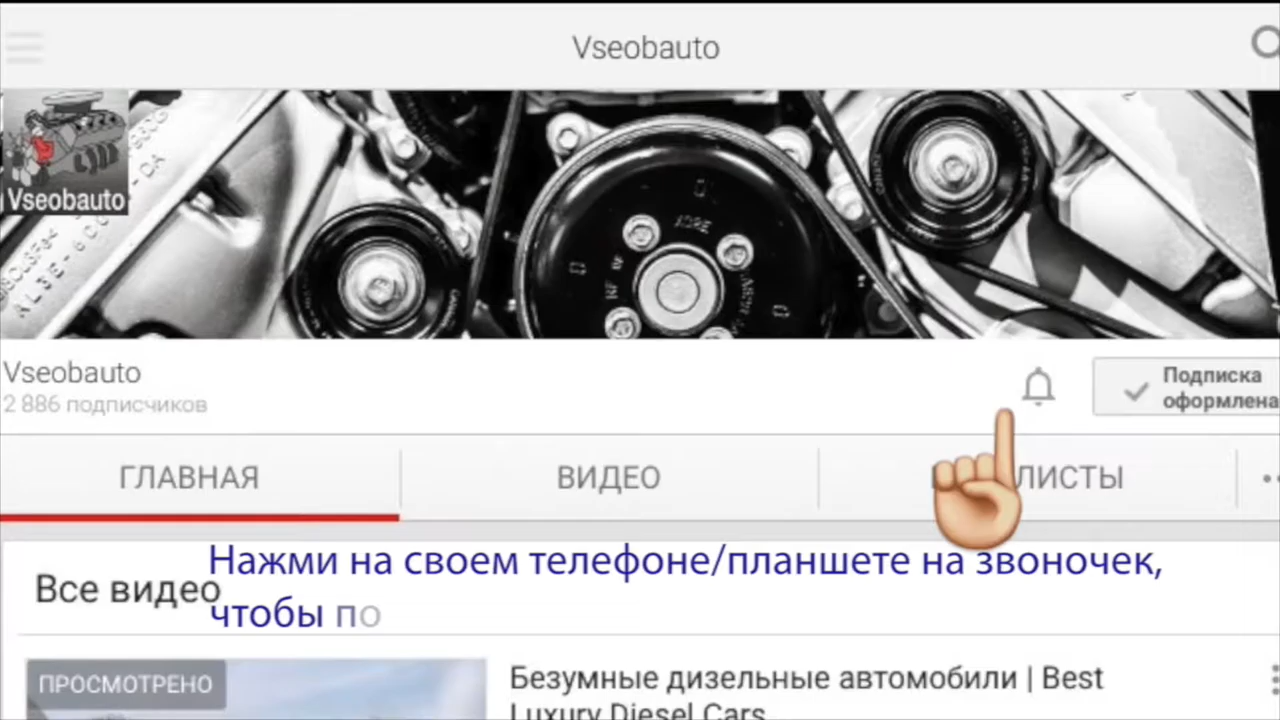 Vseobauto
Vseobauto
Vseobauto
2 886 подписчиков
Подписка
оформлена
ГЛАВНАЯ
ВИДЕО
ЛИСТЫ
Нажми на своем телефоне/планшете на звоночек,
чтобы по
Все видео
ПРОСМОТРЕНО
Безумные дизельные автомобили | Best
Luxury Diesel Cars